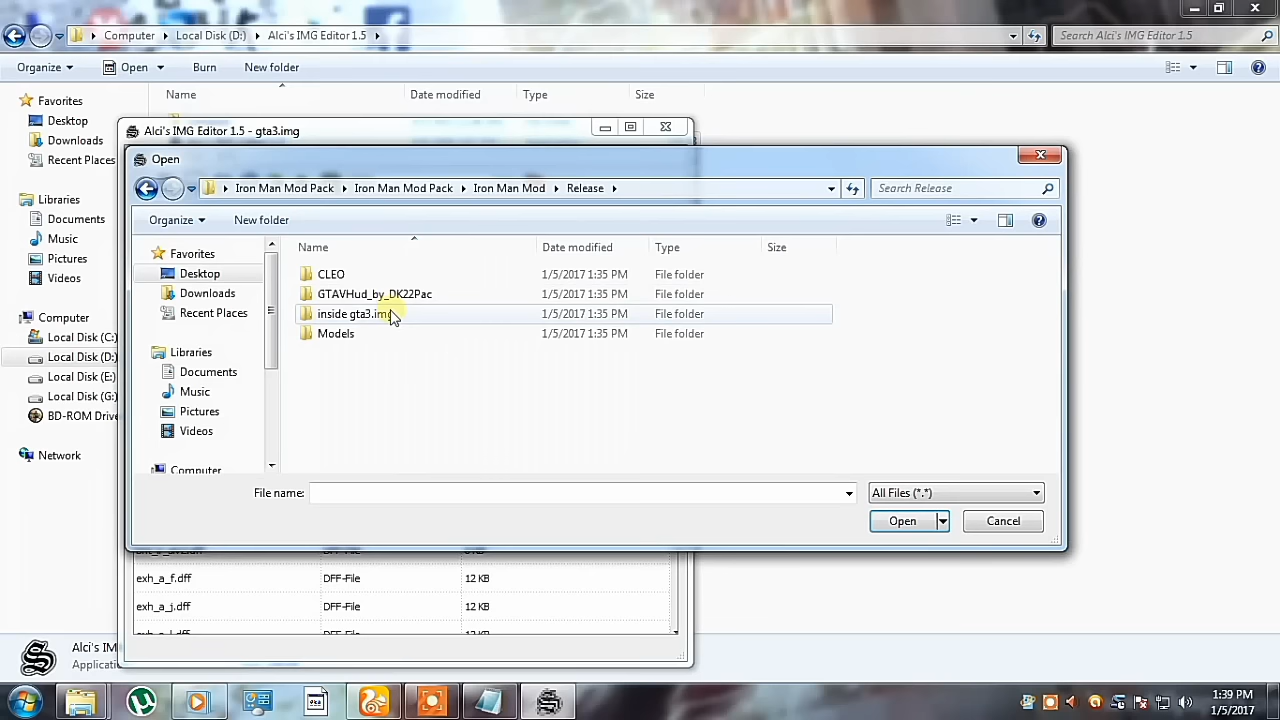 Computer Local Disk (D:) Alci's IMG Editor 1.5 Search Alci's IMG Editor 1.5
Organize Open Burn New folder
Name Date modified Type Size
Favorites
Desktop
Downloads
Recent Places
Libraries
Documents
Music
Pictures
Videos
Computer
Local Disk (C:
Local Disk (D:
Local Disk (E:
Local Disk (G:
BD-ROM Drive
Network
Alci's IMG Editor 1.5 - gta3.img
Open
Iron Man Mod Pack Iron Man Mod Pack Iron Man Mod Release Search Release
Organize New folder
Favorites
Desktop
Downloads
Recent Places
Libraries
Documents
Music
Pictures
Videos
Computer
Name Date modified Type Size
CLEO 1/5/2017 1:35 PM File folder
GTAVHud_by_DK22Pac 1/5/2017 1:35 PM File folder
inside gta3.img 1/5/2017 1:35 PM File folder
Models 1/5/2017 1:35 PM File folder
File name: All Files (*.*)
Open Cancel
exh_a_f.dff DFF-File 12 KB
exh_a_j.dff DFF-File 12 KB
exh_a_l.dff DFF-File 12 KB
Alci's IMG
Applicatio
1:39 PM
1/5/2017